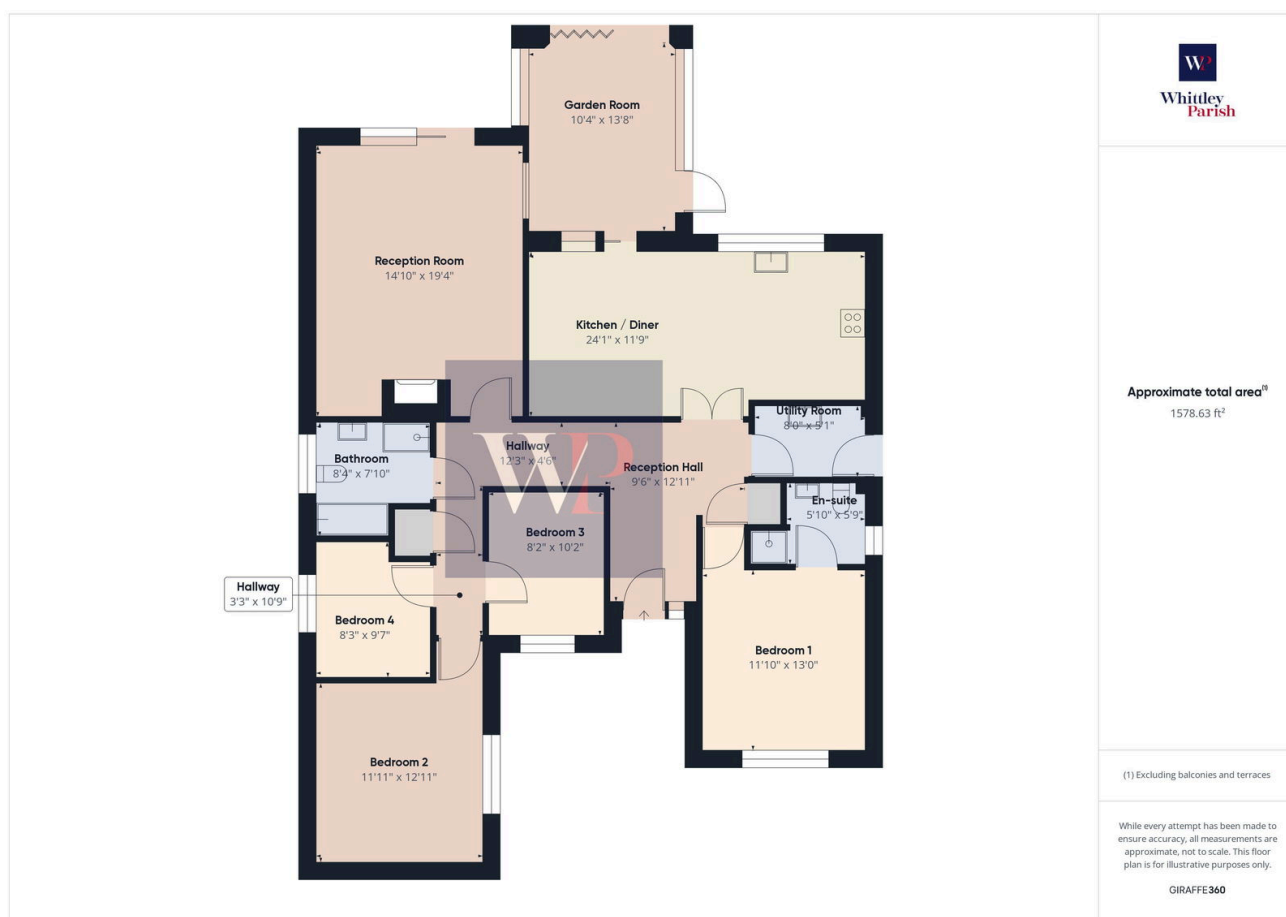 Garden Room
10'4" x 13'8"
Reception Room
14'10" x 19'4"
Kitchen / Diner
24'1" x 11'9"
Utility Room
8'0" x 5'1"
Hallway
12'3" x 4'6"
Reception Hall
9'6" x 12'11"
Bathroom
8'4" x 7'10"
En-suite
5'10" x 5'9"
Bedroom 3
8'2" x 10'2"
Hallway
3'3" x 10'9"
Bedroom 4
8'3" x 9'7"
Bedroom 1
11'10" x 13'0"
Bedroom 2
11'11" x 12'11"
WP
WP
Whittley
Parish
Approximate total area⁽¹⁾
1578.63 ft²
(1) Excluding balconies and terraces
While every attempt has been made to
ensure accuracy, all measurements are
approximate, not to scale. This floor
plan is for illustrative purposes only.
GIRAFFE360